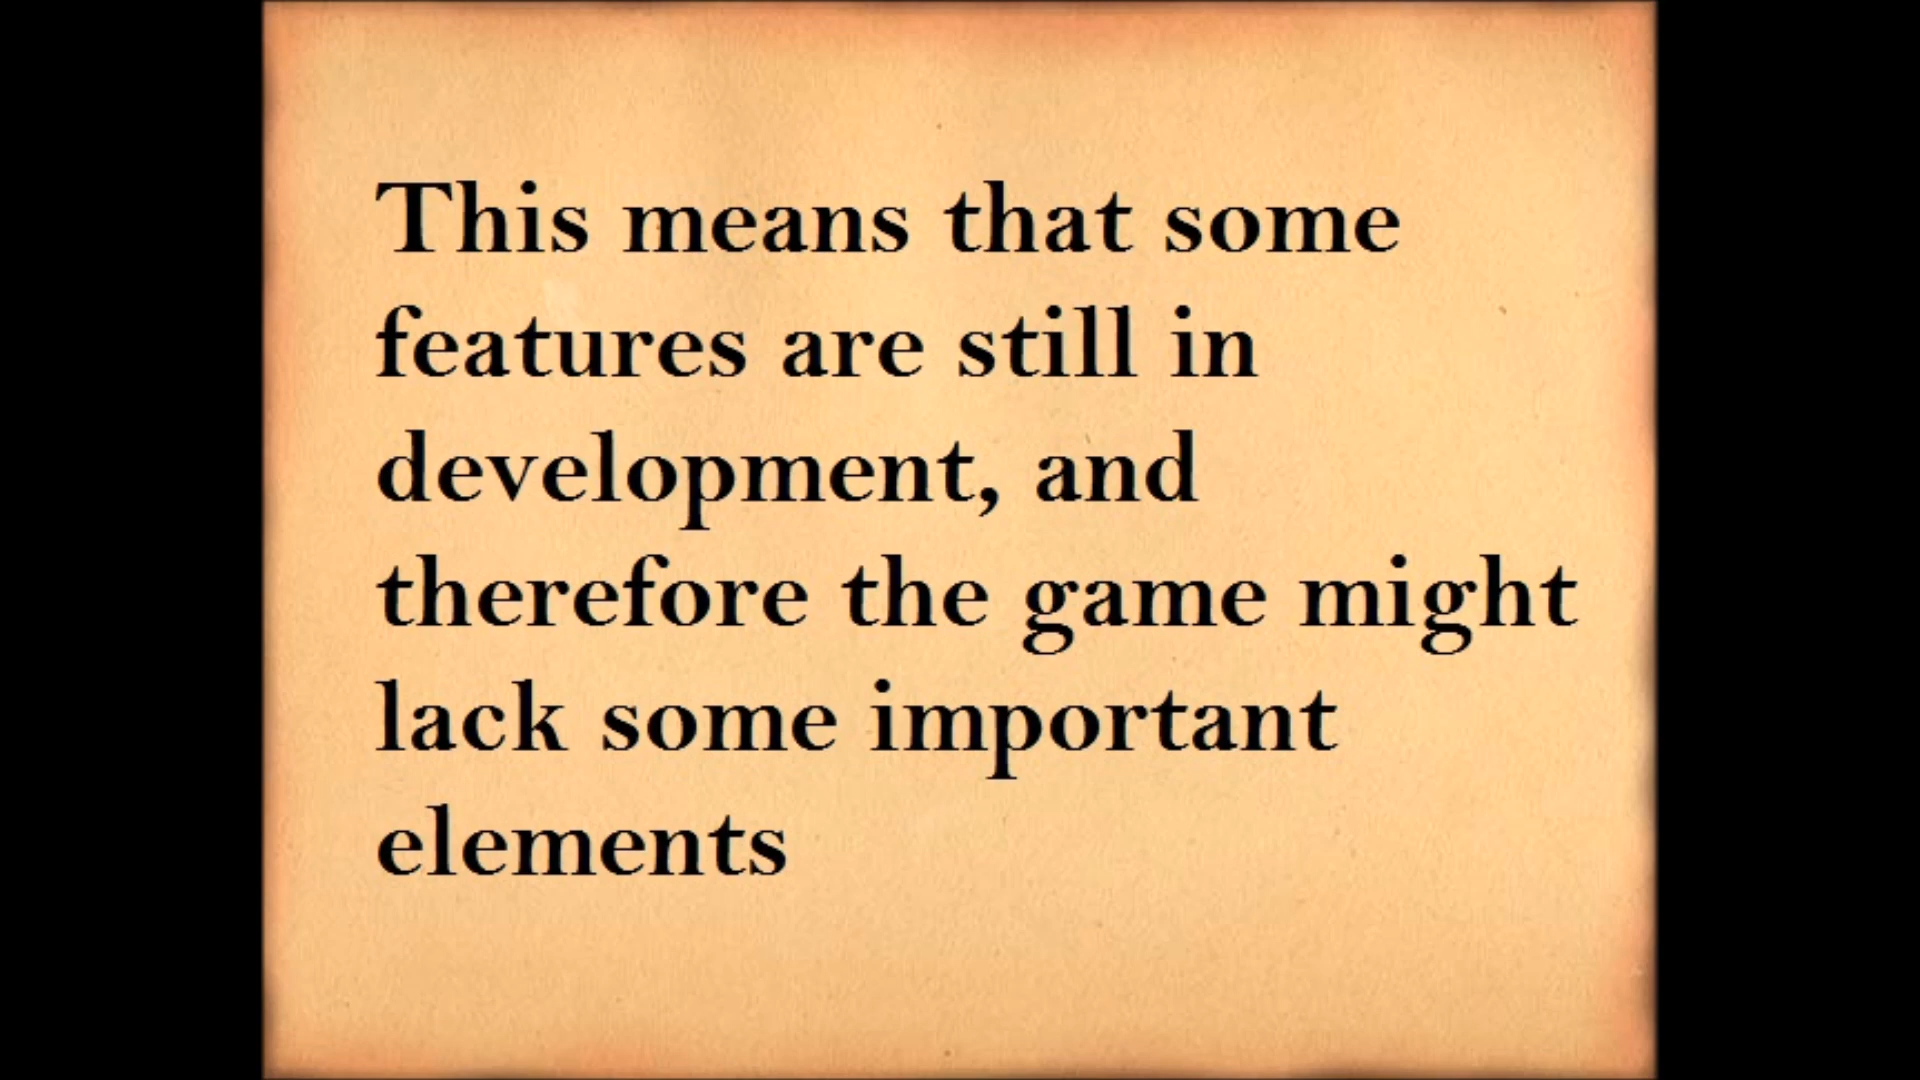 This means that some
features are still in
development, and
therefore the game might
lack some important
elements